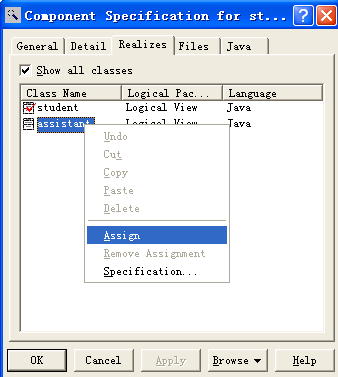 Component Specification for st...
General Detail Realizes Files Java
Show all classes
Class Name Logical Pac... Language
student Logical View Java
assistant Logical View Java
Undo
Cut
Copy
Paste
Delete
Assign
Remove Assignment
Specification...
OK Cancel Apply Browse Help